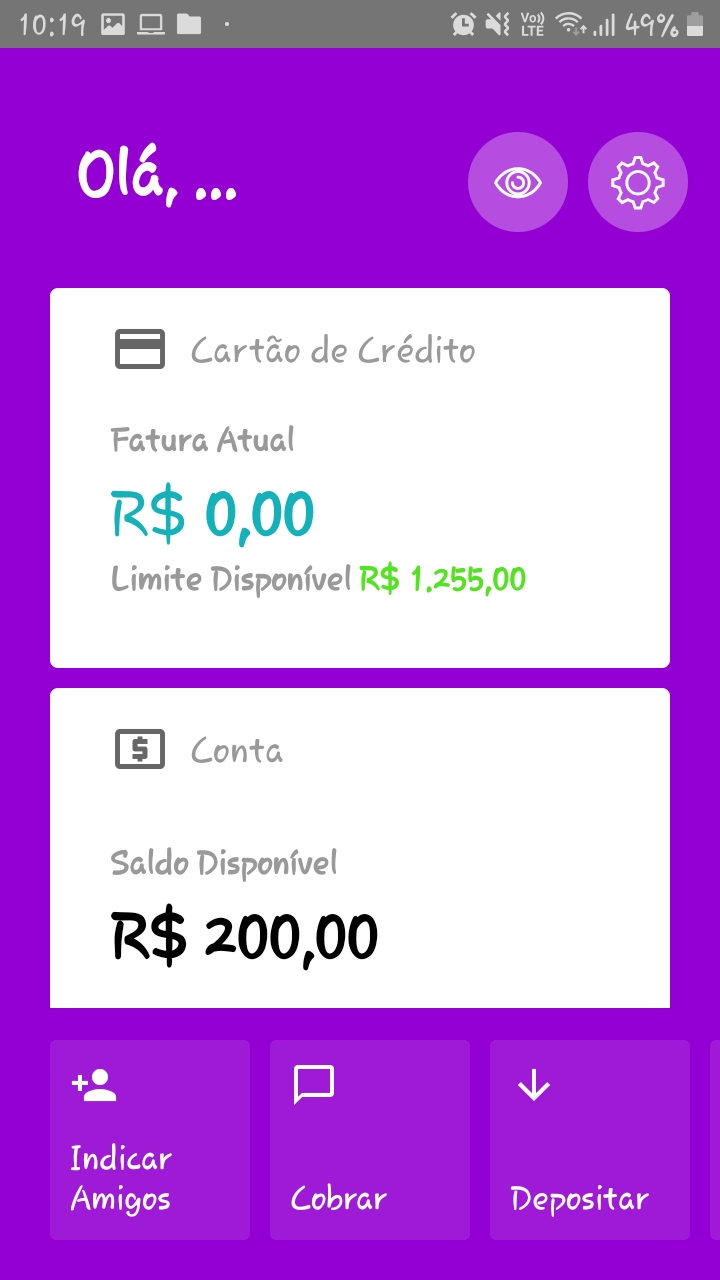 10:19 Vo)) LTE 49%
Olá, ...
Cartão de Crédito
Fatura Atual
R$ 0,00
Limite Disponível R$ 1.255,00
Conta
Saldo Disponível
R$ 200,00
Indicar
Amigos
Cobrar
Depositar